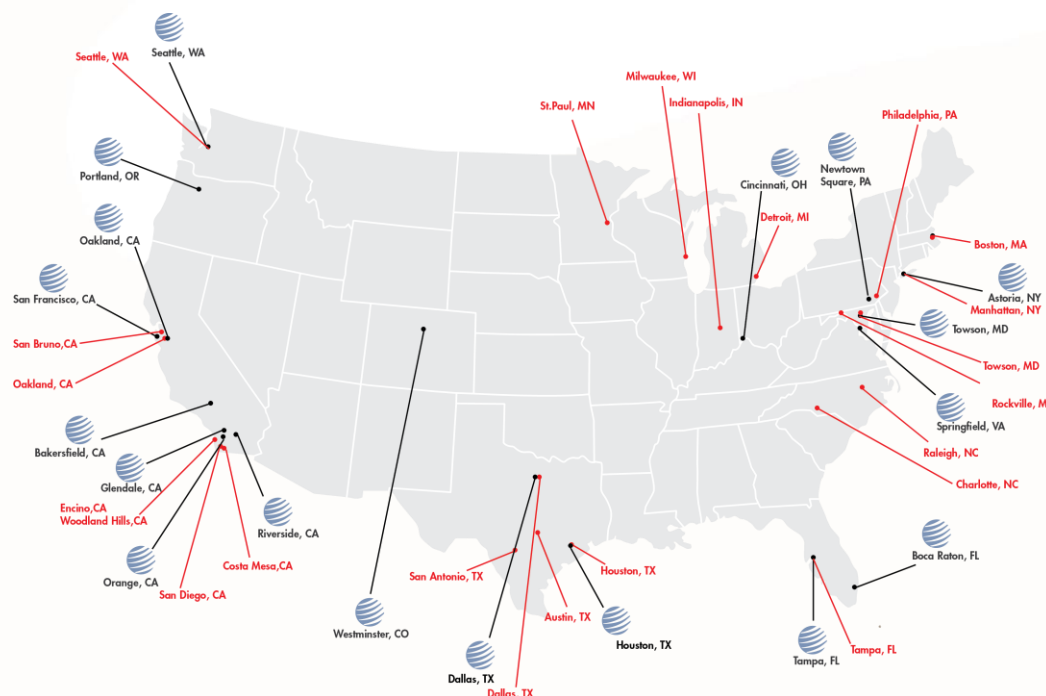 Seattle, WA
Seattle, WA
Milwaukee, WI
St.Paul, MN
Indianapolis, IN
Philadelphia, PA
Portland, OR
Cincinnati, OH
Newtown
Square, PA
Detroit, MI
Oakland, CA
Boston, MA
San Francisco, CA
Astoria, NY
Manhattan, NY
Towson, MD
San Bruno,CA
Towson, MD
Oakland, CA
Rockville, M
Springfield, VA
Bakersfield, CA
Raleigh, NC
Glendale, CA
Charlotte, NC
Encino,CA
Woodland Hills,CA
Riverside, CA
Boca Raton, FL
Costa Mesa,CA
Orange, CA
San Antonio, TX
Houston, TX
San Diego, CA
Austin, TX
Westminster, CO
Houston, TX
Tampa, FL
Tampa, FL
Dallas, TX
Dallas, TX